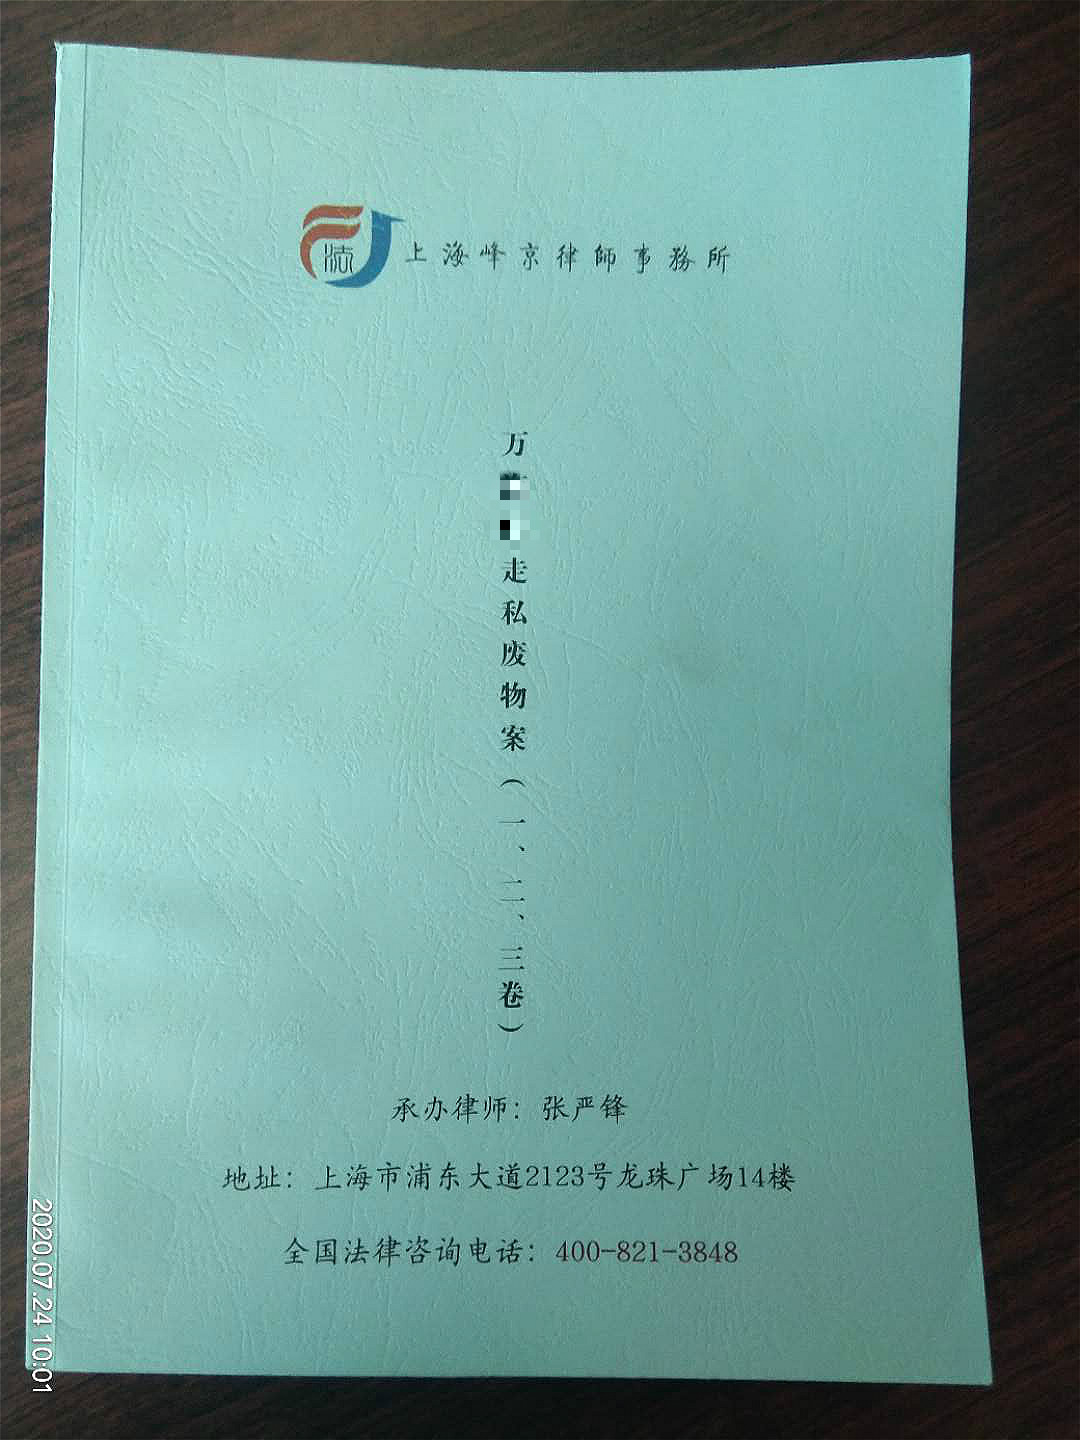 法
上海峰京律師事務所
万走私废物案（一、二、三卷）
承办律师：张严锋
地址：上海市浦东大道2123号龙珠广场14楼
全国法律咨询电话：400-821-3848
2020.07.24 10:01